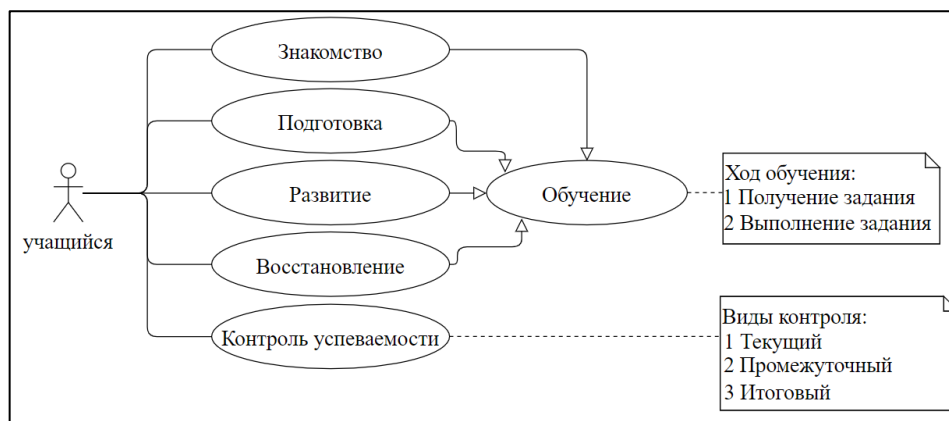 Знакомство
Подготовка
Развитие
Восстановление
Контроль успеваемости
учащийся
Обучение
Ход обучения:
1 Получение задания
2 Выполнение задания
Виды контроля:
1 Текущий
2 Промежуточный
3 Итоговый